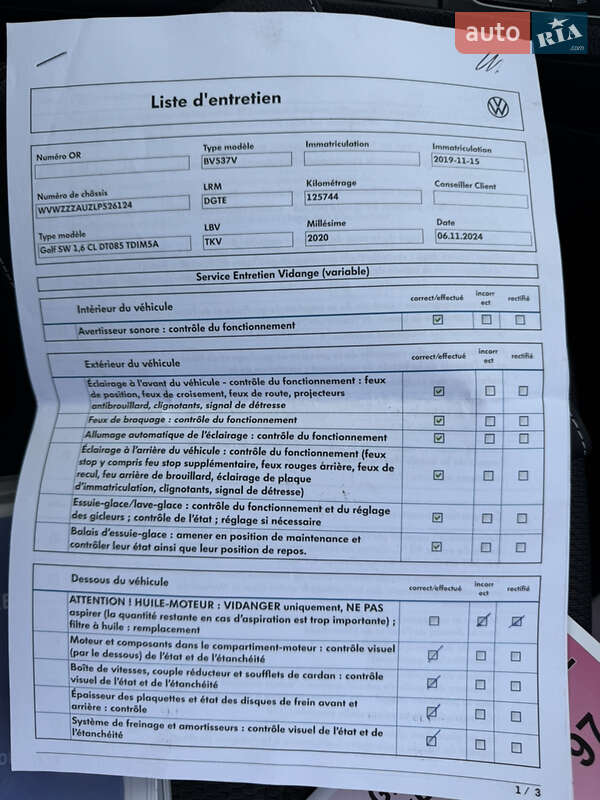 auto RIA .com
Liste d'entretien
Numéro OR
Type modèle
BV537V
Immatriculation
Immatriculation
2019-11-15
Numéro de châssis
WVWZZZAUZLP526124
LRM
DGTE
Kilométrage
125744
Conseiller Client
Type modèle
Golf SW 1,6 CL DT085 TDIM5A
LBV
TKV
Millésime
2020
Date
06.11.2024
Service Entretien Vidange (variable)
Intérieur du véhicule
correct/effectué
incorr
ect
rectifié
Avertisseur sonore : contrôle du fonctionnement
Extérieur du véhicule
correct/effectué
incorr
ect
rectifié
Éclairage à l'avant du véhicule - contrôle du fonctionnement : feux
de position, feux de croisement, feux de route, projecteurs
antibrouillard, clignotants, signal de détresse
Feux de braquage : contrôle du fonctionnement
Allumage automatique de l'éclairage : contrôle du fonctionnement
Éclairage à l'arrière du véhicule : contrôle du fonctionnement (feux
stop y compris feu stop supplémentaire, feux rouges arrière, feux de
recul, feu arrière de brouillard, éclairage de plaque
d'immatriculation, clignotants, signal de détresse)
Essuie-glace/lave-glace : contrôle du fonctionnement et du réglage
des gicleurs ; contrôle de l'état ; réglage si nécessaire
Balais d'essuie-glace : amener en position de maintenance et
contrôler leur état ainsi que leur position de repos.
Dessous du véhicule
correct/effectué
incorr
ect
rectifié
ATTENTION ! HUILE-MOTEUR : VIDANGER uniquement, NE PAS
aspirer (la quantité restante en cas d'aspiration est trop importante) ;
filtre à huile : remplacement
Moteur et composants dans le compartiment-moteur : contrôle visuel
(par le dessous) de l'état et de l'étanchéité
Boîte de vitesses, couple réducteur et soufflets de cardan : contrôle
visuel de l'état et de l'étanchéité
Épaisseur des plaquettes et état des disques de frein avant et
arrière : contrôle
Système de freinage et amortisseurs : contrôle visuel de l'état et de
l'étanchéité
1 / 3
97